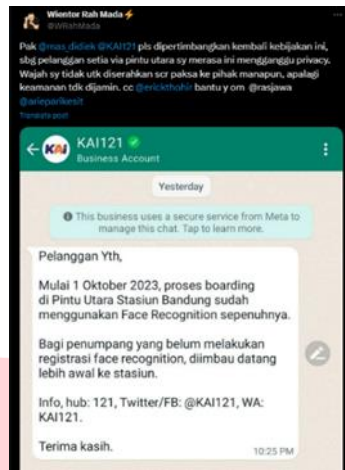 Wientor Rah Mada⚡
@WRahMada
Pak @mas_didiek @KAI121 pls dipertimbangkan kembali kebijakan ini,
sbg pelanggan setia via pintu utara sy merasa ini mengganggu privacy.
Wajah sy tidak utk diserahkan scr paksa ke pihak manapun, apalagi
keamanan tdk dijamin. cc @erickthohir bantu y om @rasjawa
@arieparikesit
Translate post
KAI
KAI121
Business Account
Yesterday
This business uses a secure service from Meta to
manage this chat. Tap to learn more.
Pelanggan Yth,
Mulai 1 Oktober 2023, proses boarding
di Pintu Utara Stasiun Bandung sudah
menggunakan Face Recognition sepenuhnya.
Bagi penumpang yang belum melakukan
registrasi face recognition, diimbau datang
lebih awal ke stasiun.
Info, hub: 121, Twitter/FB: @KAI121, WA:
KAI121.
Terima kasih.
10:25 PM